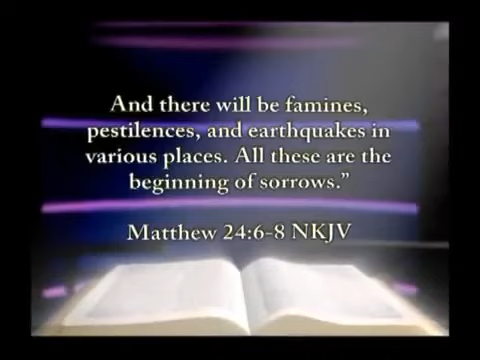 And there will be famines,
pestilences, and earthquakes in
various places. All these are the
beginning of sorrows.”
Matthew 24:6-8 NKJV